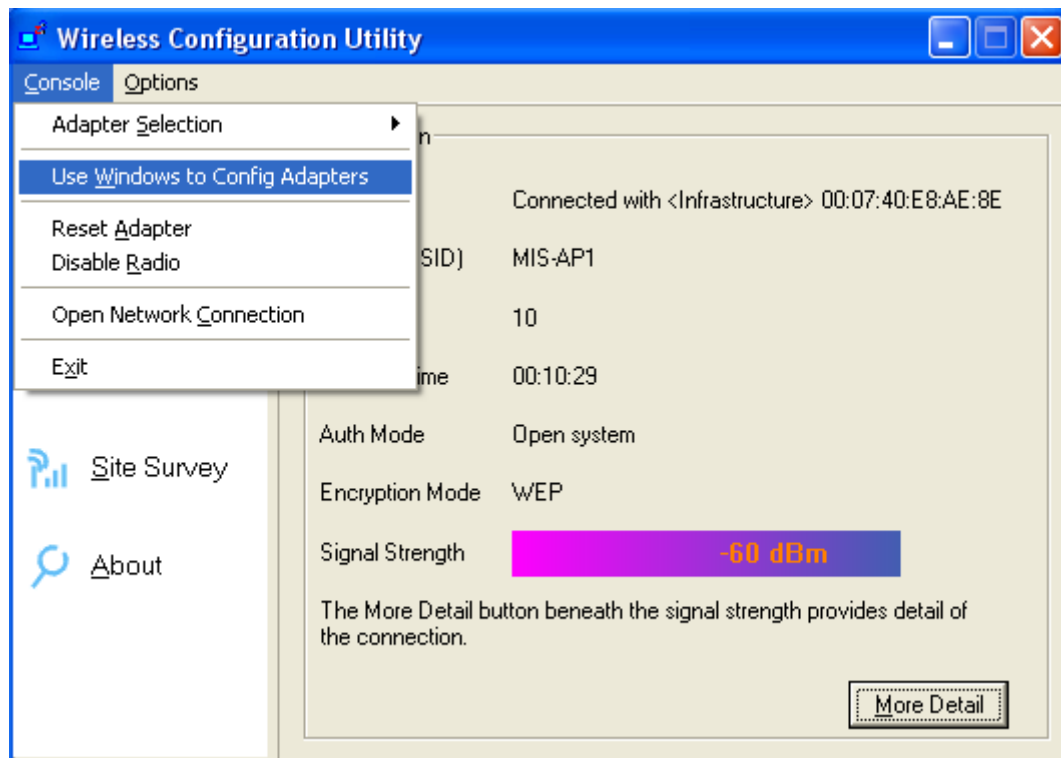 Wireless Configuration Utility
Console Options
Adapter Selection
Use Windows to Config Adapters
Reset Adapter
Disable Radio
Open Network Connection
Exit
Site Survey
About
n
Connected with <Infrastructure> 00:07:40:E8:AE:8E
SID) MIS-AP1
10
ime 00:10:29
Auth Mode Open system
Encryption Mode WEP
Signal Strength -60 dBm
The More Detail button beneath the signal strength provides detail of
the connection.
More Detail